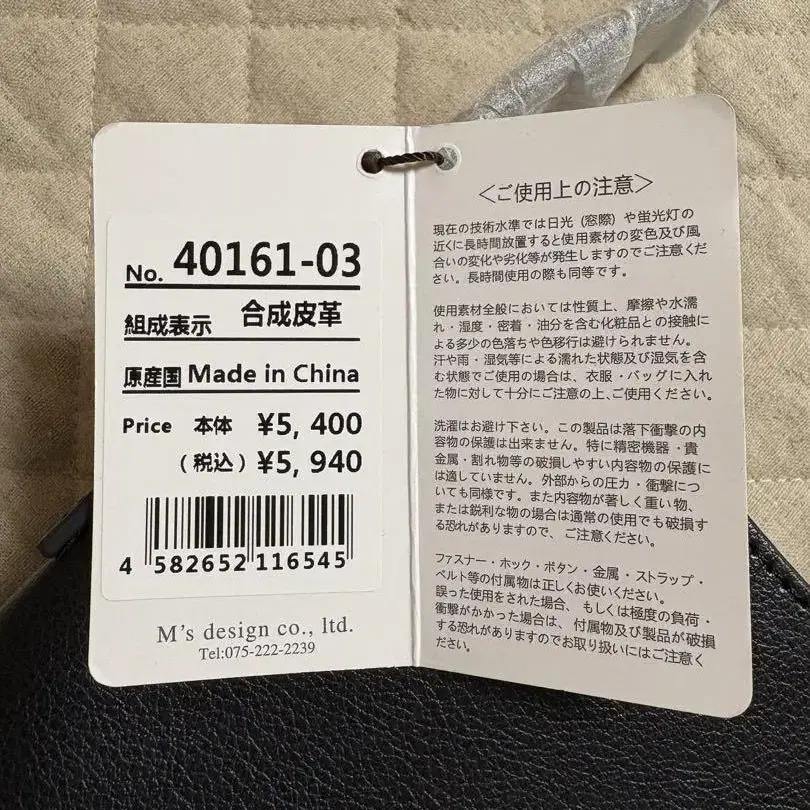 No. 40161-03
組成表示 合成皮革
原産国 Made in China
Price 本体 ¥5, 400
(税込) ¥5, 940
4 582652 116545
M's design co., ltd.
Tel:075-222-2239
＜ご使用上の注意＞
現在の技術水準では日光 (窓際) や蛍光灯の
近くに長時間放置すると使用素材の変色及び風
合いの変化や劣化等が発生しますのでご注意くだ
さい。長時間使用の際も同等です。
使用素材全般においては性質上、摩擦や水濡
れ・湿度・密着・油分を含む化粧品との接触に
よる多少の色落ちや色移行は避けられません。
汗や雨・湿気等による濡れた状態及び湿気を含
む状態でご使用の場合は、衣服・バッグに入れ
た物に対して十分にご注意の上、ご使用ください。
洗濯はお避け下さい。この製品は落下衝撃の内
容物の保護は出来ません。特に精密機器・貴
金属・割れ物等の破損しやすい内容物の保護に
は適していません。外部からの圧力・衝撃につ
いても同様です。また内容物が著しく重い物、
または鋭利な物の場合は通常の使用でも破損す
る恐れがありますので、ご注意ください。
ファスナー・ホック・ボタン・金属・ストラップ・
ベルト等の付属物は正しくお使いください。
誤った使用をされた場合、もしくは極度の負荷・
衝撃がかかった場合は、付属物及び製品が破損
する恐れがありますのでお取り扱いにはご注意く
ださい。